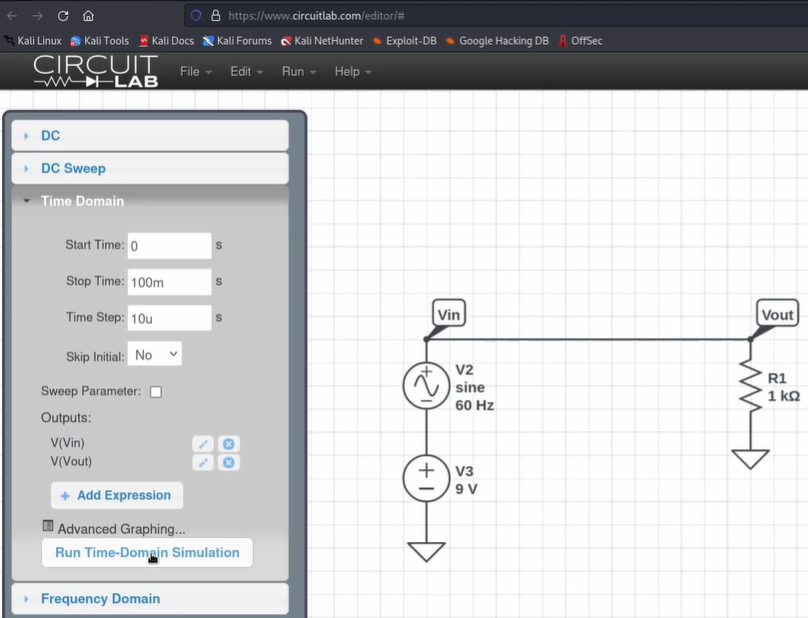 https://www.circuitlab.com/editor/#
Kali Linux Kali Tools Kali Docs Kali Forums Kali NetHunter Exploit-DB Google Hacking DB OffSec
CIRCUIT
LAB
File Edit Run Help
DC
DC Sweep
Time Domain
Start Time: 0 s
Stop Time: 100m s
Time Step: 10u s
Skip Initial: No
Sweep Parameter:
Outputs:
V(Vin)
V(Vout)
+ Add Expression
Advanced Graphing...
Run Time-Domain Simulation
Frequency Domain
Vin
Vout
V2
sine
60 Hz
R1
1 kΩ
V3
9 V